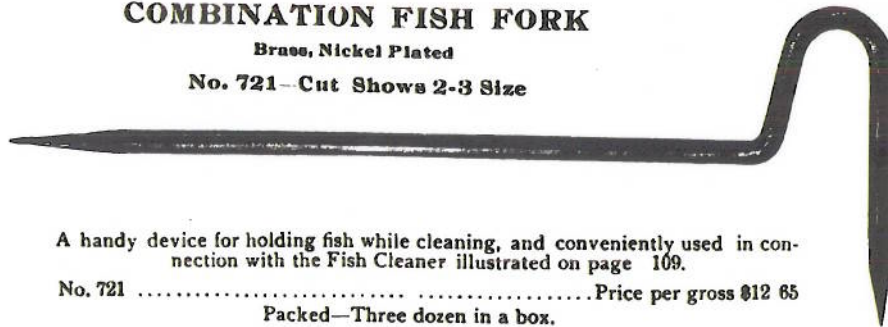 COMBINATION FISH FORK
Brass, Nickel Plated
No. 721—Cut Shows 2-3 Size
A handy device for holding fish while cleaning, and conveniently used in con-
nection with the Fish Cleaner illustrated on page 109.
No. 721 ................................ ....................Price per gross $12 65
Packed—Three dozen in a box.